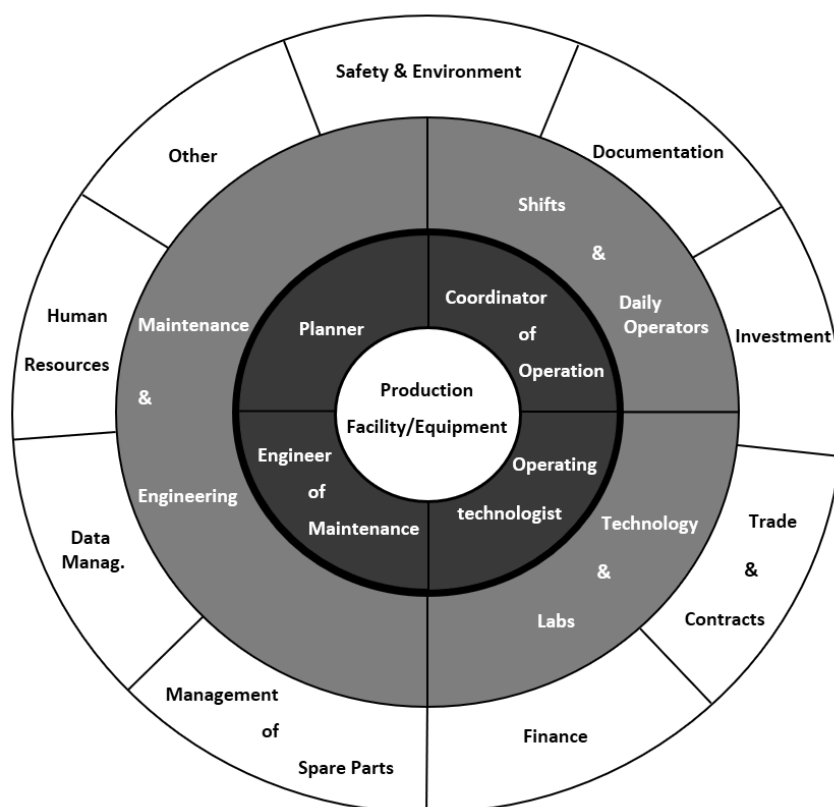 Safety & Environment
Other
Documentation
Shifts
&
Daily
Operators
Human
Resources
Maintenance
&
Engineering
Planner
Coordinator
of
Operation
Investment
Production
Facility/Equipment
Engineer
of
Maintenance
Operating
technologist
Technology
&
Labs
Trade
&
Contracts
Data
Manag.
Management
of
Spare Parts
Finance